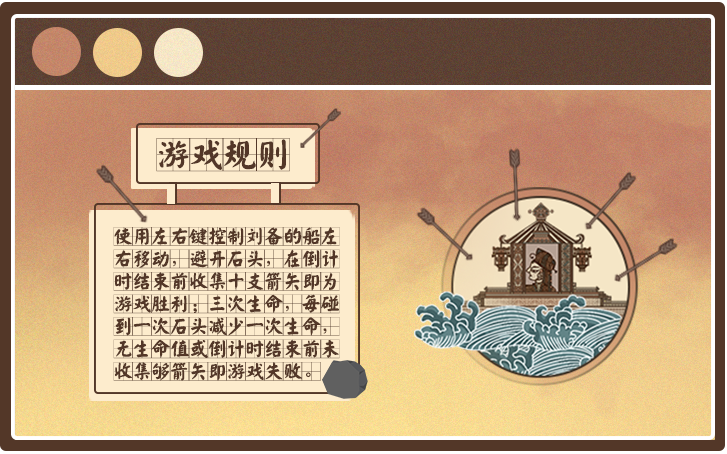 游戏规则
使用左右键控制刘备的船左
右移动，避开石头，在倒计
时结束前收集十支箭矢即为
游戏胜利；三次生命，每碰
到一次石头减少一次生命，
无生命值或倒计时结束前未
收集够箭矢即游戏失败。